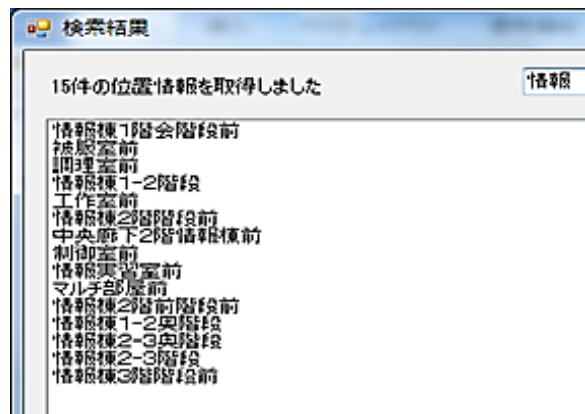 検索結果
15件の位置情報を取得しました
情報
情報棟1階会階段前
被服室前
調理室前
情報棟1-2階段
工作室前
情報棟2階階段前
中央廊下2階情報棟前
制御室前
情報実習室前
マルチ部屋前
情報棟2階前階段前
情報棟1-2奥階段
情報棟2-3奥階段
情報棟2-3階段
情報棟3階階段前